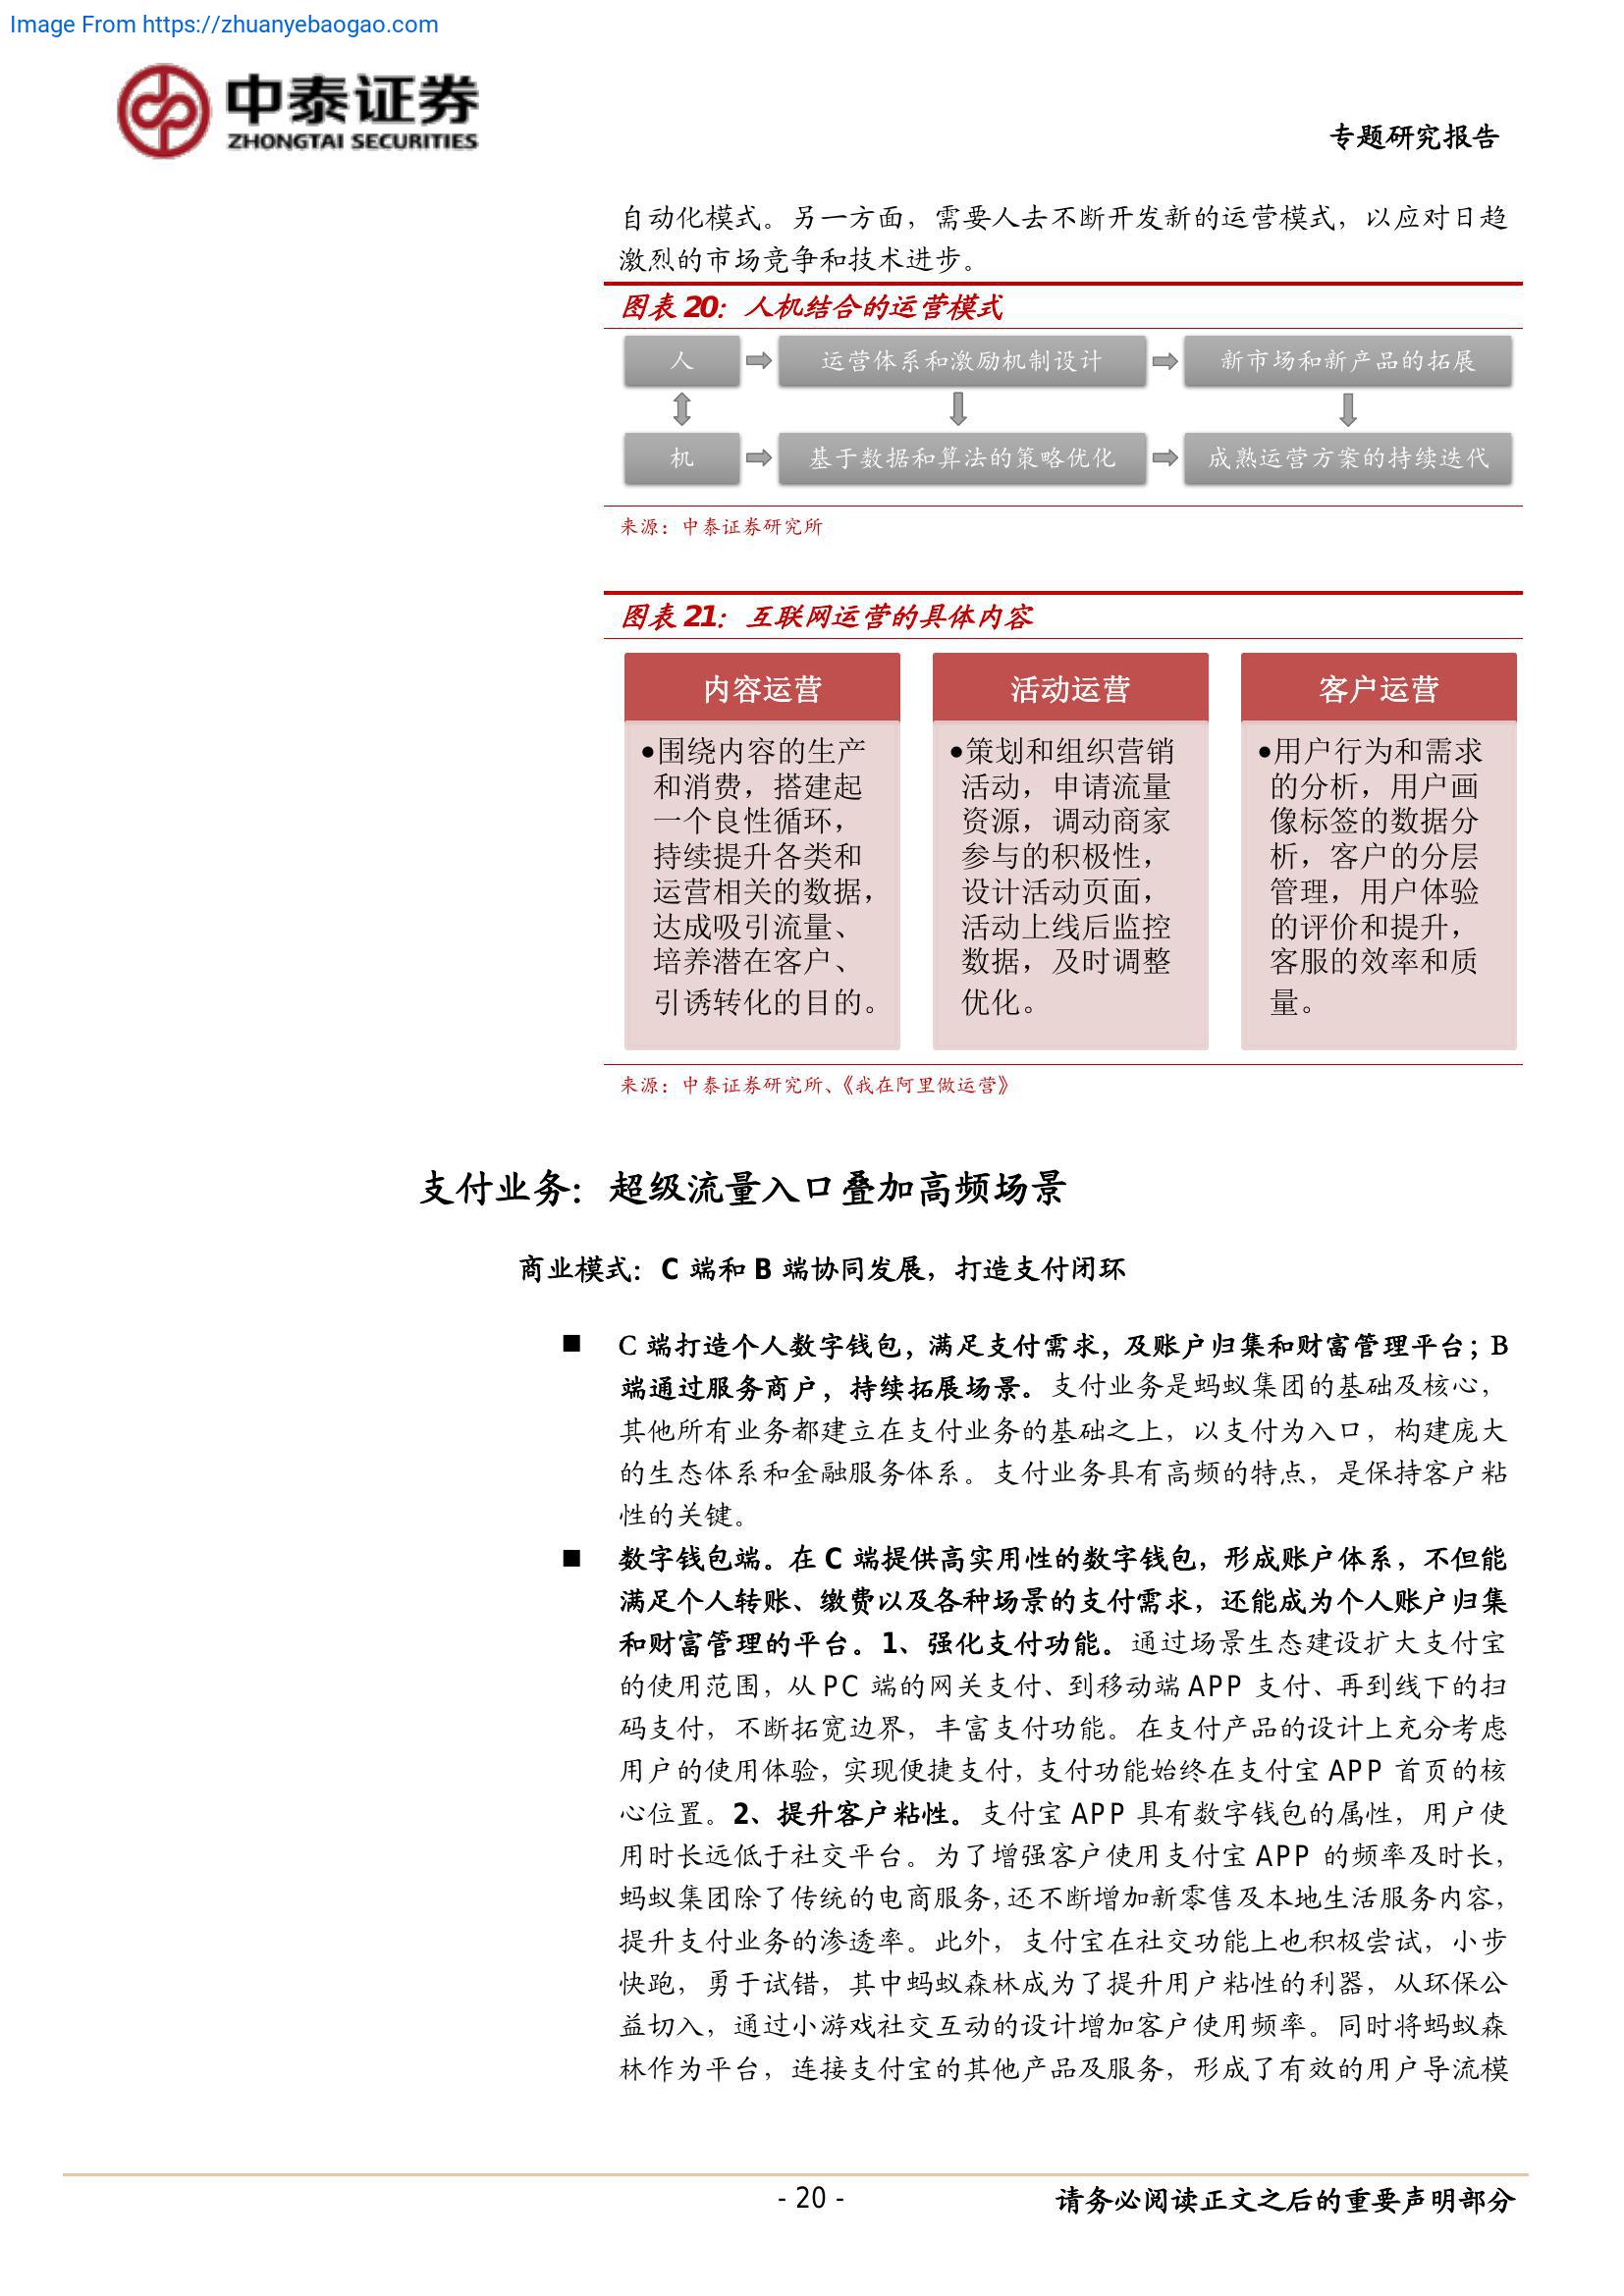 Image From https://zhuanyebaogao.com
中泰证券
ZHONGTAI SECURITIES
专题研究报告
自动化模式。另一方面，需要人去不断开发新的运营模式，以应对日趋
激烈的市场竞争和技术进步。
图表 20：人机结合的运营模式
人
运营体系和激励机制设计
新市场和新产品的拓展
机
基于数据和算法的策略优化
成熟运营方案的持续迭代
来源：中泰证券研究所
图表 21：互联网运营的具体内容
内容运营
•围绕内容的生产
和消费，搭建起
一个良性循环，
持续提升各类和
运营相关的数据，
达成吸引流量、
培养潜在客户、
引诱转化的目的。
活动运营
•策划和组织营销
活动，申请流量
资源，调动商家
参与的积极性，
设计活动页面，
活动上线后监控
数据，及时调整
优化。
客户运营
•用户行为和需求
的分析，用户画
像标签的数据分
析，客户的分层
管理，用户体验
的评价和提升，
客服的效率和质
量。
来源：中泰证券研究所、《我在阿里做运营》
支付业务：超级流量入口叠加高频场景
商业模式：C 端和 B 端协同发展，打造支付闭环
■ C 端打造个人数字钱包，满足支付需求，及账户归集和财富管理平台；B
端通过服务商户，持续拓展场景。支付业务是蚂蚁集团的基础及核心，
其他所有业务都建立在支付业务的基础之上，以支付为入口，构建庞大
的生态体系和金融服务体系。支付业务具有高频的特点，是保持客户粘
性的关键。
■ 数字钱包端。在 C 端提供高实用性的数字钱包，形成账户体系，不但能
满足个人转账、缴费以及各种场景的支付需求，还能成为个人账户归集
和财富管理的平台。1、强化支付功能。通过场景生态建设扩大支付宝
的使用范围，从 PC 端的网关支付、到移动端 APP 支付、再到线下的扫
码支付，不断拓宽边界，丰富支付功能。在支付产品的设计上充分考虑
用户的使用体验，实现便捷支付，支付功能始终在支付宝 APP 首页的核
心位置。2、提升客户粘性。支付宝 APP 具有数字钱包的属性，用户使
用时长远低于社交平台。为了增强客户使用支付宝 APP 的频率及时长，
蚂蚁集团除了传统的电商服务，还不断增加新零售及本地生活服务内容，
提升支付业务的渗透率。此外，支付宝在社交功能上也积极尝试，小步
快跑，勇于试错，其中蚂蚁森林成为了提升用户粘性的利器，从环保公
益切入，通过小游戏社交互动的设计增加客户使用频率。同时将蚂蚁森
林作为平台，连接支付宝的其他产品及服务，形成了有效的用户导流模
- 20 -
请务必阅读正文之后的重要声明部分